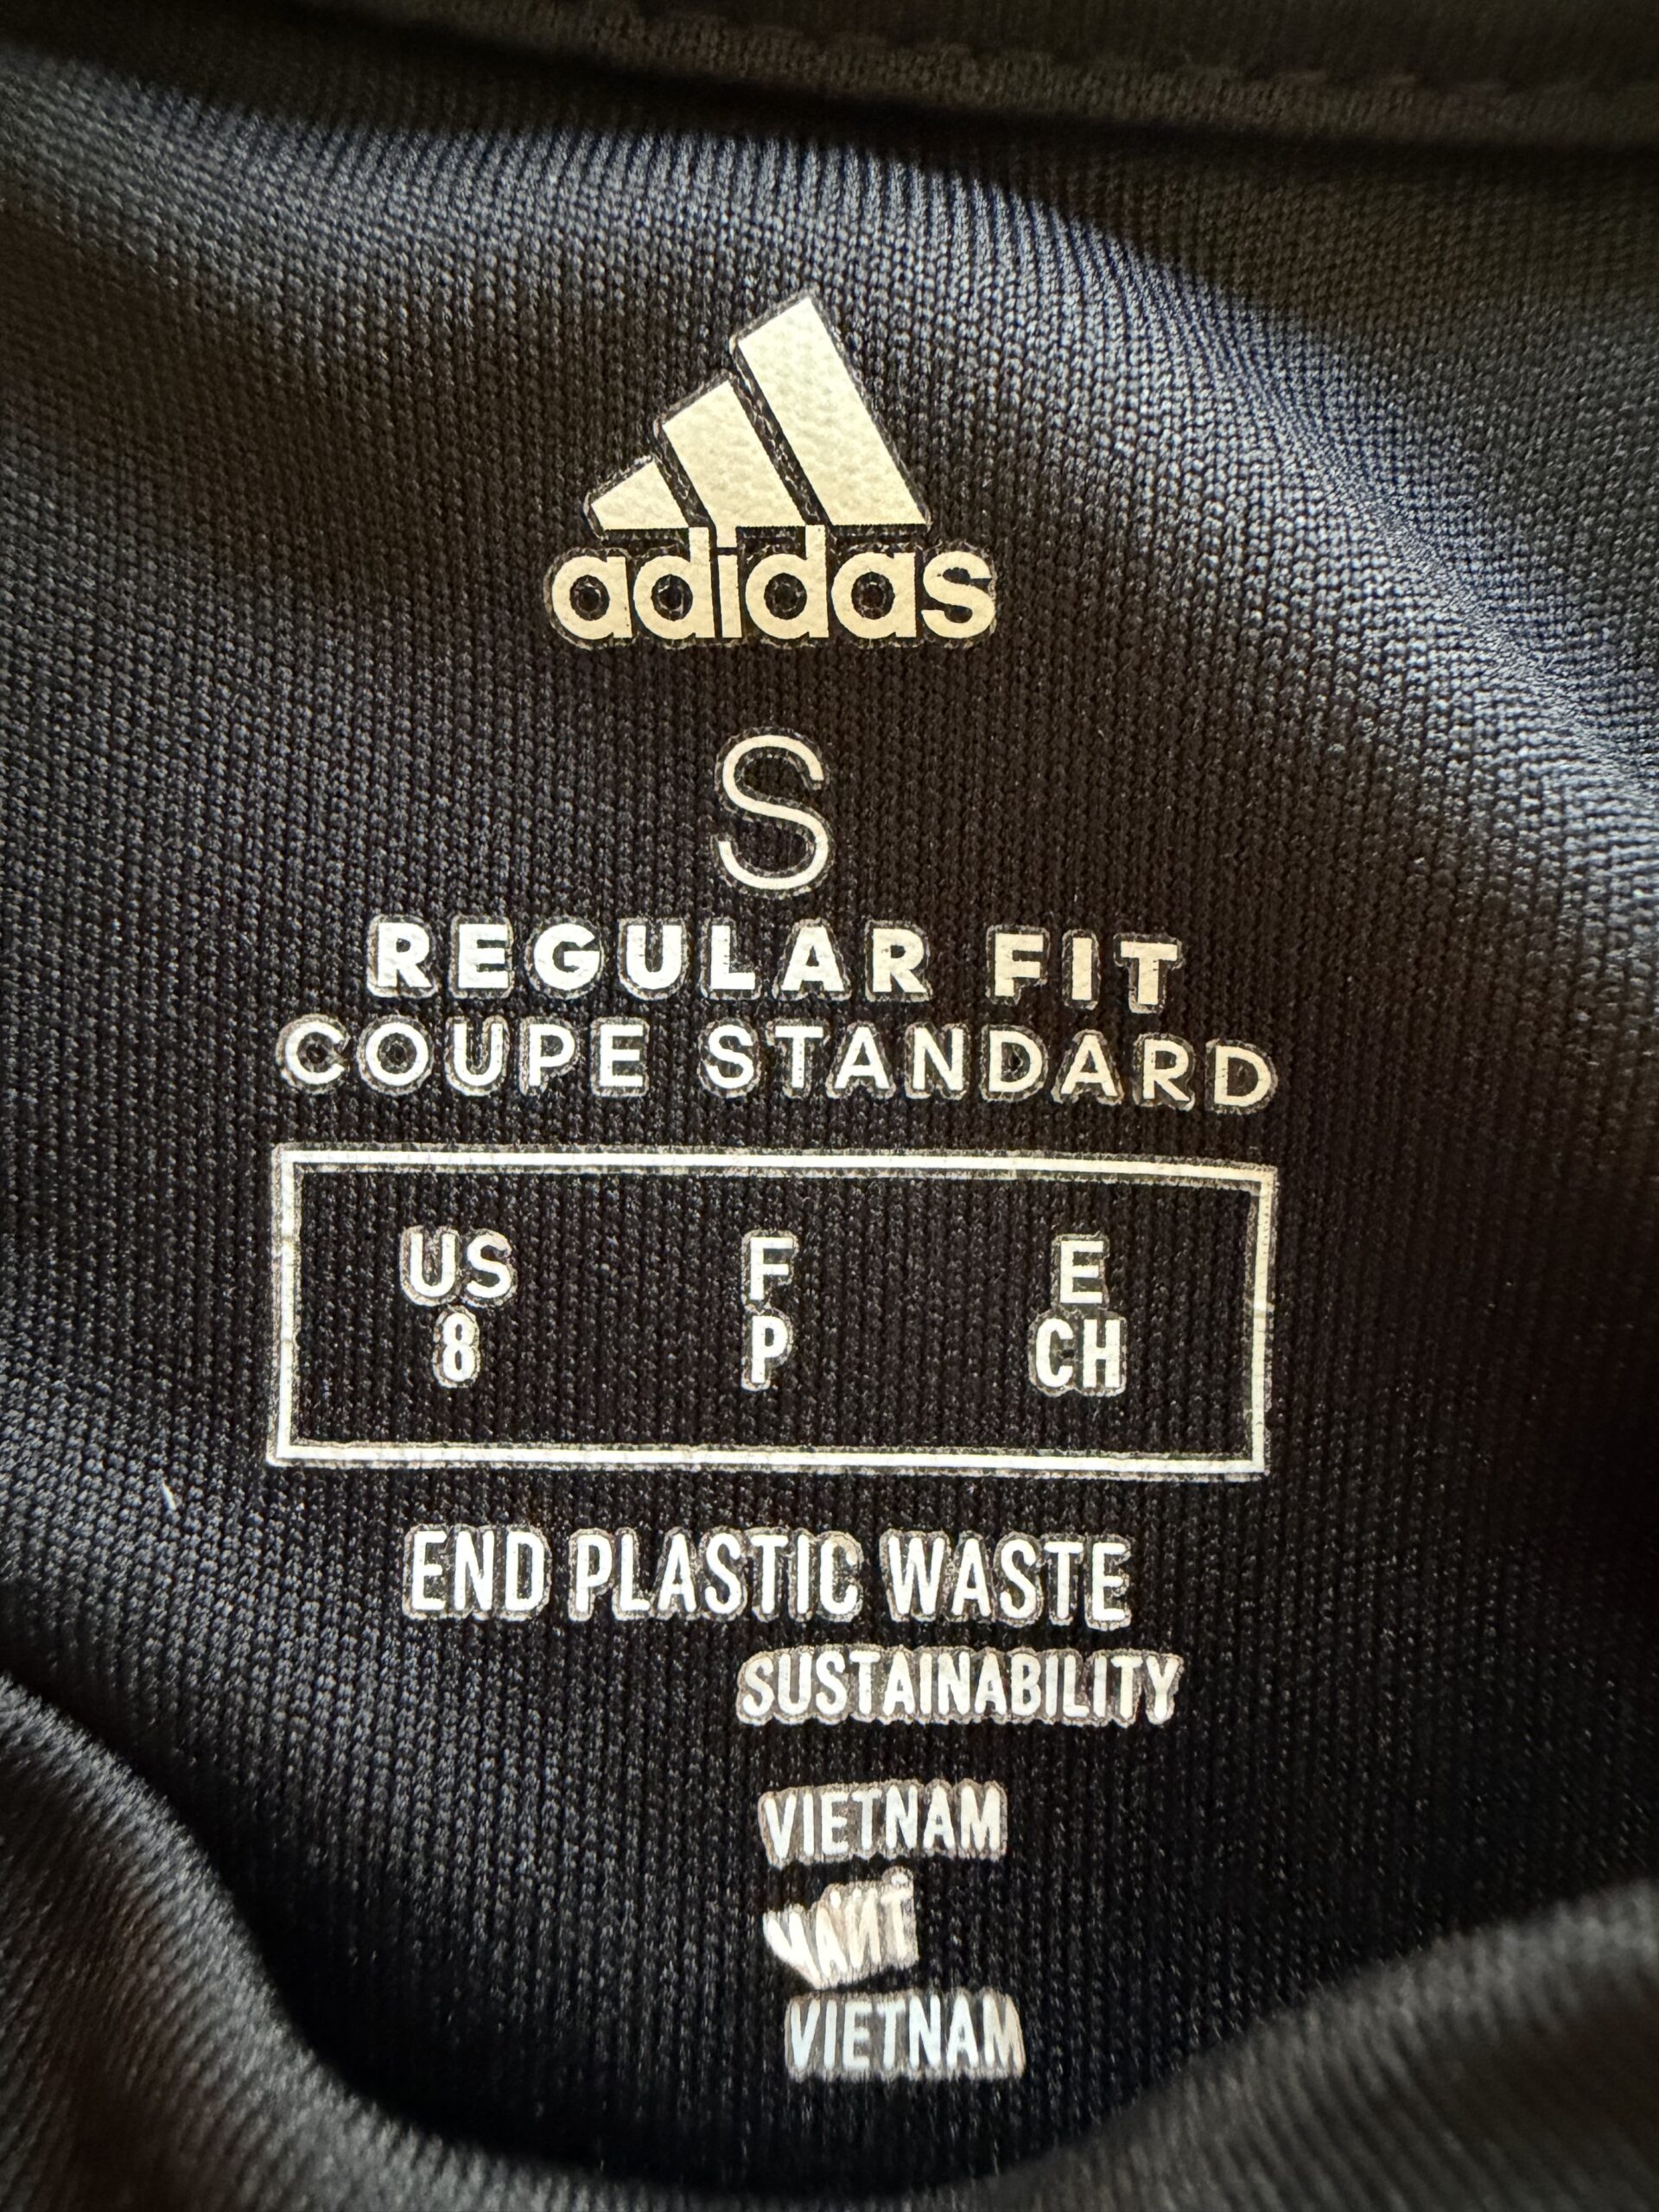 adidas
S
REGULAR FIT
COUPE STANDARD
US F E
8 P CH
END PLASTIC WASTE
SUSTAINABILITY
VIETNAM
VIETNAM